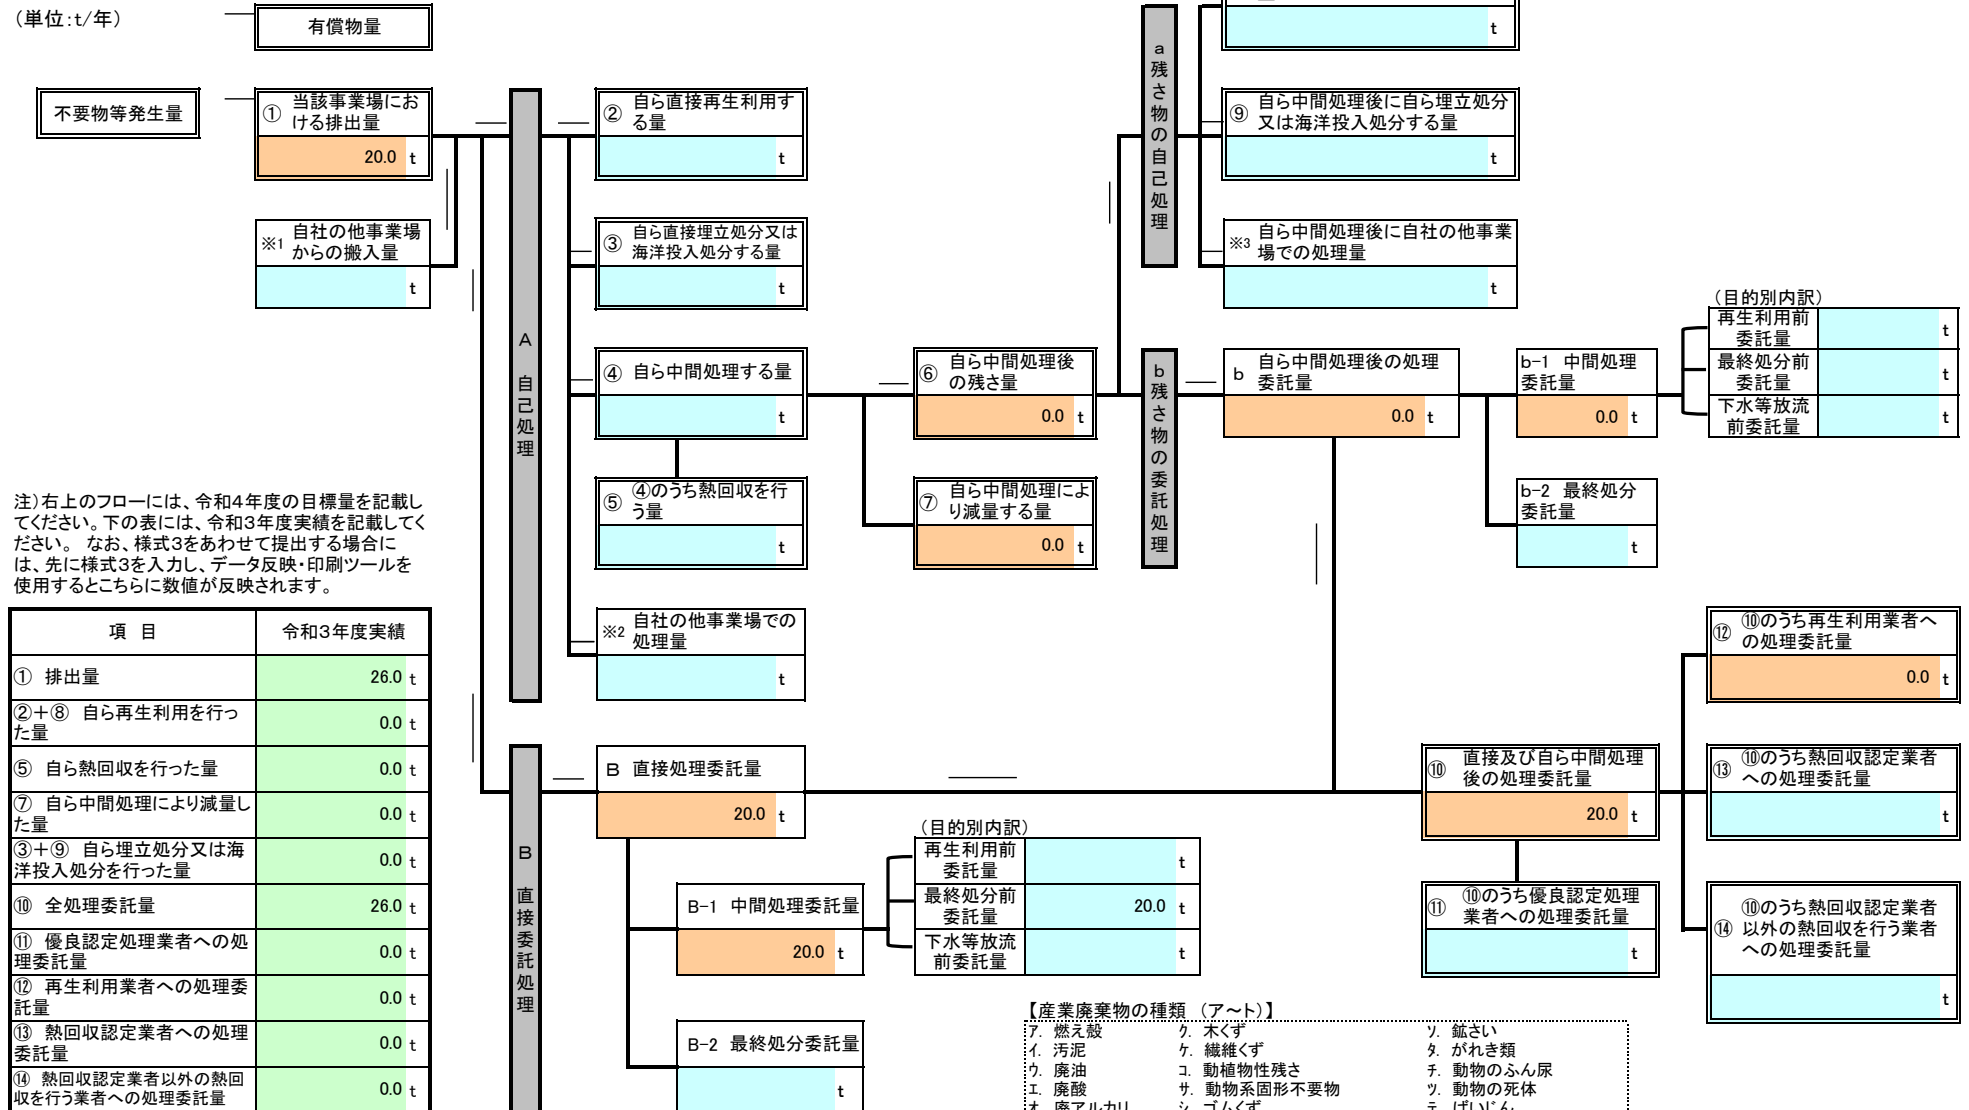 (単位:t/年)
有償物量
t
不要物等発生量
① 当該事業場にお
ける排出量
20.0 t
※1 自社の他事業場
からの搬入量
t
A 自己処理
② 自ら直接再生利用す
る量
t
③ 自ら直接埋立処分又は
海洋投入処分する量
t
④ 自ら中間処理する量
t
⑤ ④のうち熱回収を行
う量
t
※2 自社の他事業場での
処理量
t
⑥ 自ら中間処理後
の残さ量
0.0 t
⑦ 自ら中間処理によ
り減量する量
0.0 t
a 残さ物の自己処理
⑨ 自ら中間処理後に自ら埋立処分
又は海洋投入処分する量
t
※3 自ら中間処理後に自社の他事業
場での処理量
t
b 残さ物の委託処理
b 自ら中間処理後の処理
委託量
0.0 t
b-1 中間処理
委託量
0.0 t
(目的別内訳)
再生利用前
委託量 t
最終処分前
委託量 t
下水等放流
前委託量 t
b-2 最終処分
委託量
t
注)右上のフローには、令和4年度の目標量を記載し
てください。下の表には、令和3年度実績を記載してく
ださい。 なお、様式3をあわせて提出する場合に
は、先に様式3を入力し、データ反映・印刷ツールを
使用するとこちらに数値が反映されます。
項 目 令和3年度実績
① 排出量 26.0 t
②+⑧ 自ら再生利用を行っ
た量 0.0 t
⑤ 自ら熱回収を行った量 0.0 t
⑦ 自ら中間処理により減量し
た量 0.0 t
③+⑨ 自ら埋立処分又は海
洋投入処分を行った量 0.0 t
⑩ 全処理委託量 26.0 t
⑪ 優良認定処理業者への処
理委託量 0.0 t
⑫ 再生利用業者への処理委
託量 0.0 t
⑬ 熱回収認定業者への処理
委託量 0.0 t
⑭ 熱回収認定業者以外の熱回
収を行う業者への処理委託量 0.0 t
B 直接委託処理
B 直接処理委託量
20.0 t
B-1 中間処理委託量
20.0 t
(目的別内訳)
再生利用前
委託量 t
最終処分前
委託量 20.0 t
下水等放流
前委託量 t
B-2 最終処分委託量
t
⑩ 直接及び自ら中間処理
後の処理委託量
20.0 t
⑪ ⑩のうち優良認定処理
業者への処理委託量
t
⑫ ⑩のうち再生利用業者へ
の処理委託量
0.0 t
⑬ ⑩のうち熱回収認定業者
への処理委託量
t
⑭ ⑩のうち熱回収認定業者
以外の熱回収を行う業者
への処理委託量
t
【産業廃棄物の種類 (ア~ト)】
ア. 燃え殻 ク. 木くず ソ. 鉱さい
イ. 汚泥 ケ. 繊維くず タ. がれき類
ウ. 廃油 コ. 動植物性残さ チ. 動物のふん尿
エ. 廃酸 サ. 動物系固形不要物 ツ. 動物の死体
オ. 廃アルカリ シ. ゴムくず テ. ばいじん